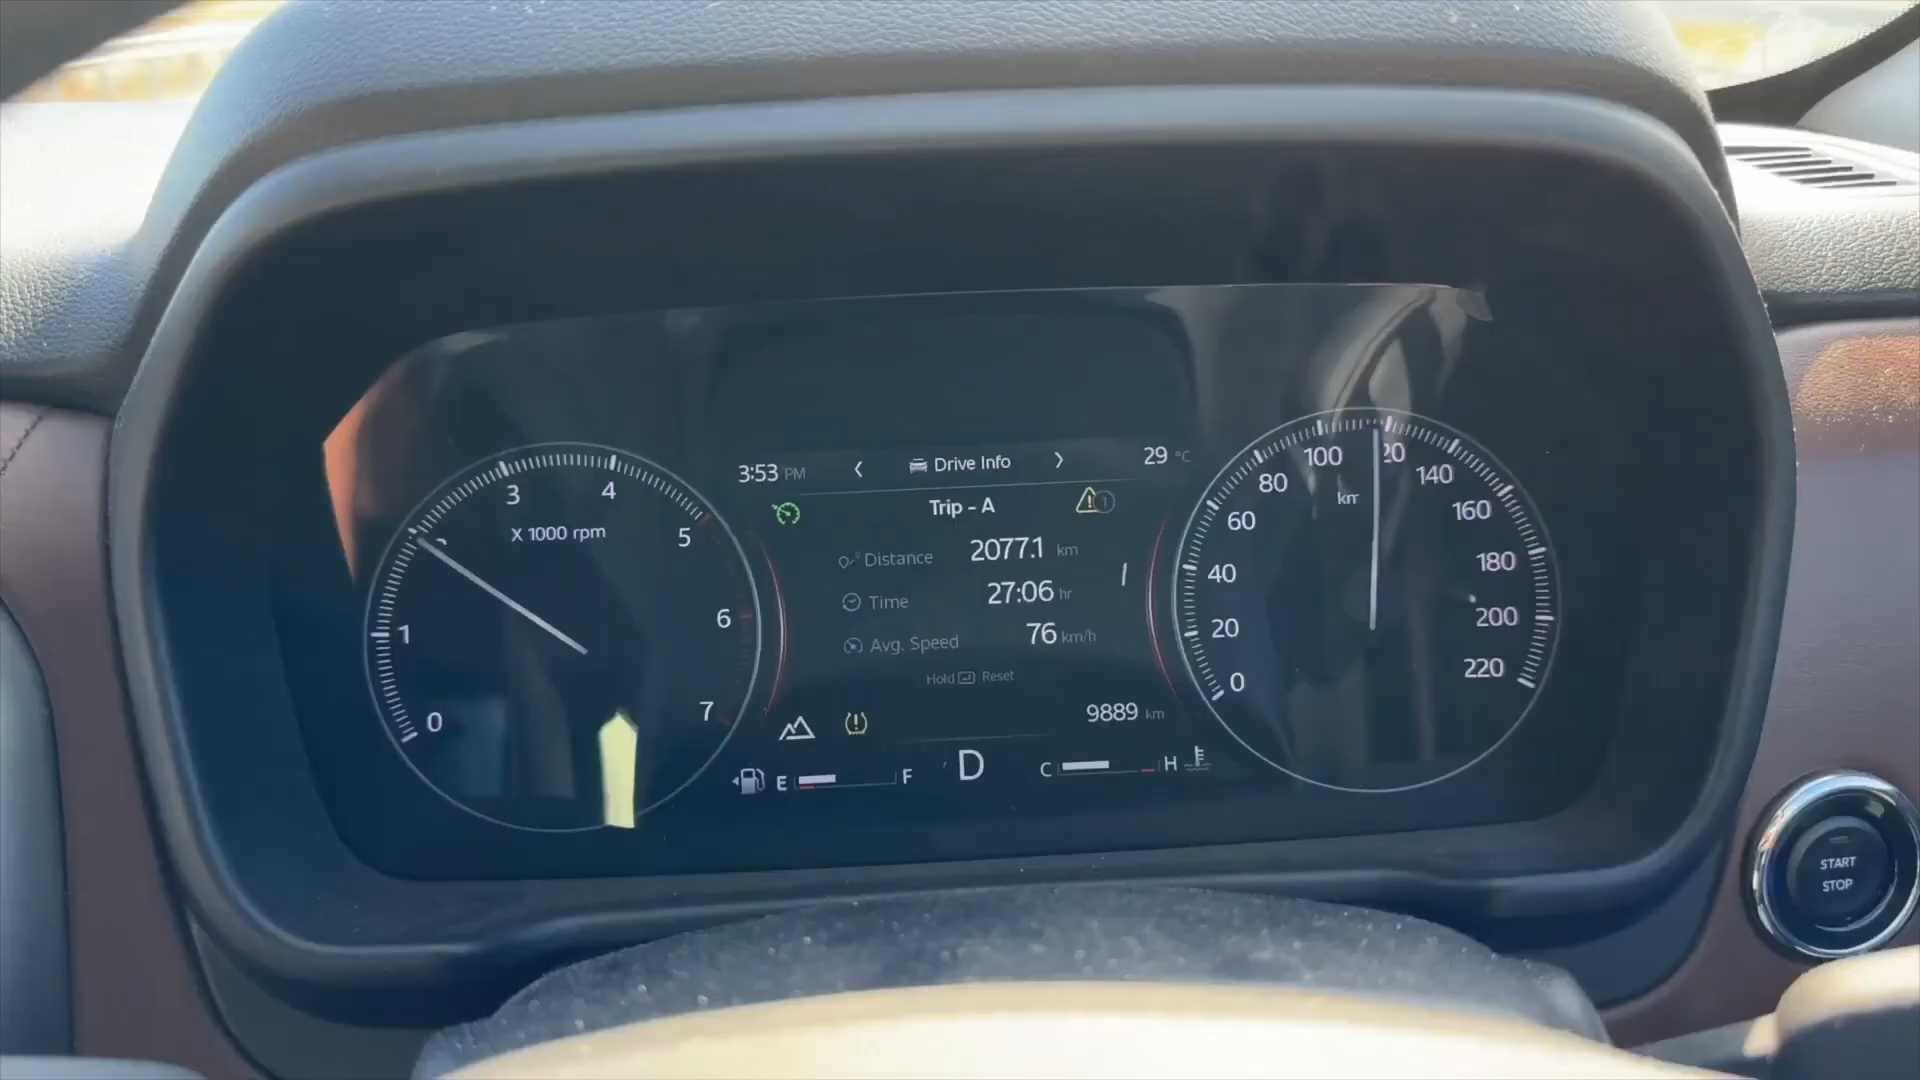 3:53 PM
Drive Info
29 °C
Trip - A
Distance 2077.1 km
Time 27:06 hr
Avg. Speed 76 km/h
Hold Reset
9889 km
E F
D
C H
0
1
3
4
5
6
7
X 1000 rpm
0
20
40
60
80
100
140
160
180
200
220
START
STOP